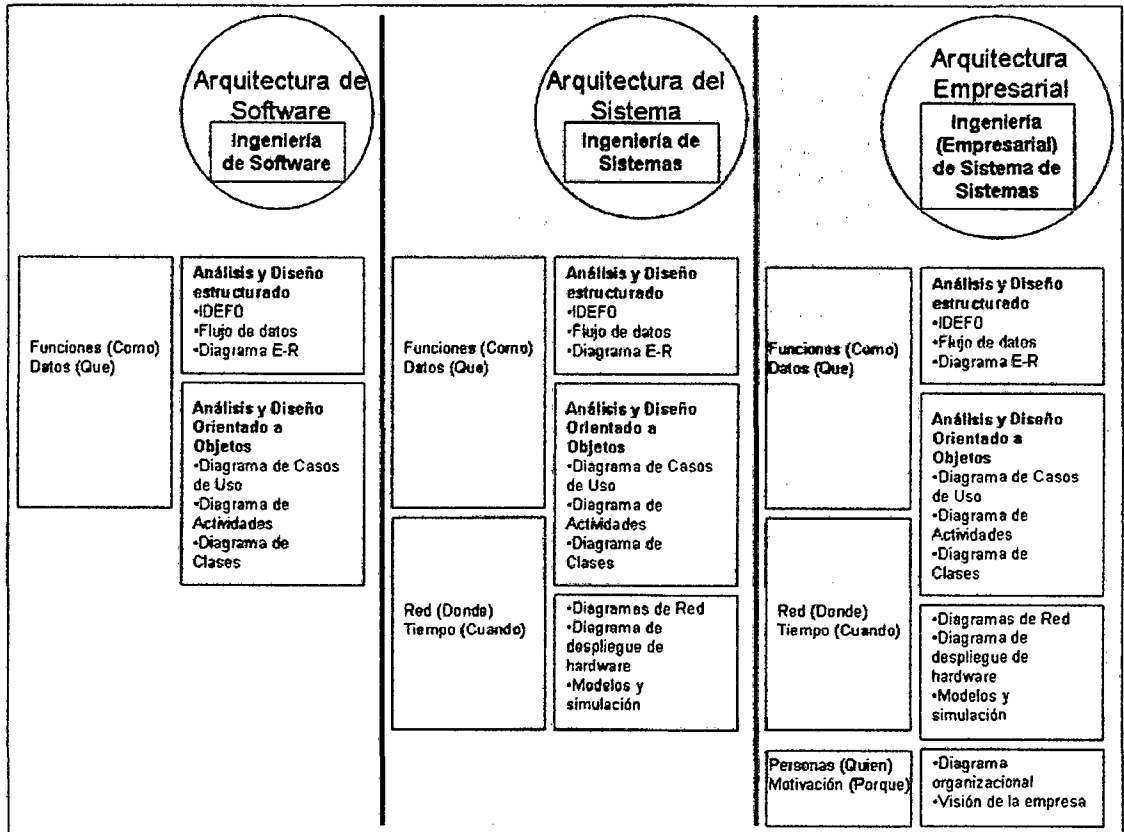 Arquitectura de
Software
Ingeniería
de Software
Funciones (Como)
Datos (Que)
Análisis y Diseño
estructurado
•IDEF0
•Flujo de datos
•Diagrama E-R
Análisis y Diseño
Orientado a
Objetos
•Diagrama de Casos
de Uso
•Diagrama de
Actividades
•Diagrama de
Clases
Arquitectura del
Sistema
Ingeniería de
Sistemas
Funciones (Como)
Datos (Que)
Análisis y Diseño
estructurado
•IDEF0
•Flujo de datos
•Diagrama E-R
Análisis y Diseño
Orientado a
Objetos
•Diagrama de Casos
de Uso
•Diagrama de
Actividades
•Diagrama de
Clases
Red (Donde)
Tiempo (Cuando)
•Diagramas de Red
•Diagrama de
despliegue de
hardware
•Modelos y
simulación
Arquitectura
Empresarial
Ingeniería
(Empresarial)
de Sistema de
Sistemas
Funciones (Como)
Datos (Que)
Análisis y Diseño
estructurado
•IDEF0
•Flujo de datos
•Diagrama E-R
Análisis y Diseño
Orientado a
Objetos
•Diagrama de Casos
de Uso
•Diagrama de
Actividades
•Diagrama de
Clases
Red (Donde)
Tiempo (Cuando)
•Diagramas de Red
•Diagrama de
despliegue de
hardware
•Modelos y
simulación
Personas (Quien)
Motivación (Porque)
•Diagrama
organizacional
•Visión de la empresa